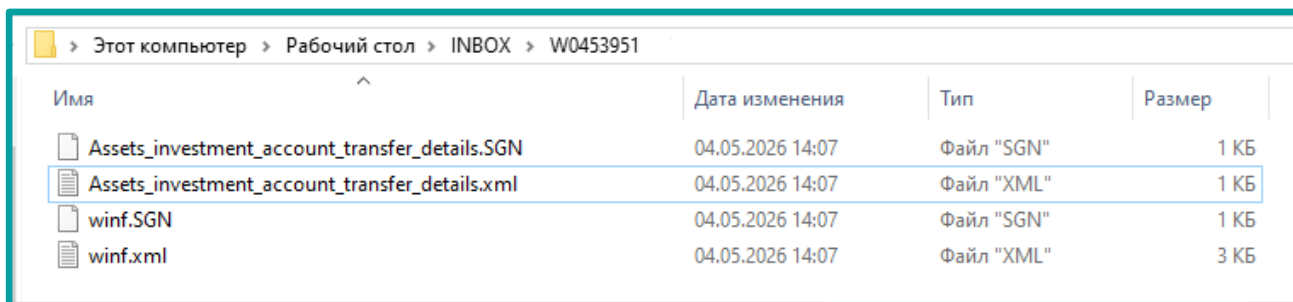 Этот компьютер > Рабочий стол > INBOX > W0453951
Имя Дата изменения Тип Размер
Assets_investment_account_transfer_details.SGN 04.05.2026 14:07 Файл "SGN" 1 КБ
Assets_investment_account_transfer_details.xml 04.05.2026 14:07 Файл "XML" 1 КБ
winf.SGN 04.05.2026 14:07 Файл "SGN" 1 КБ
winf.xml 04.05.2026 14:07 Файл "XML" 3 КБ